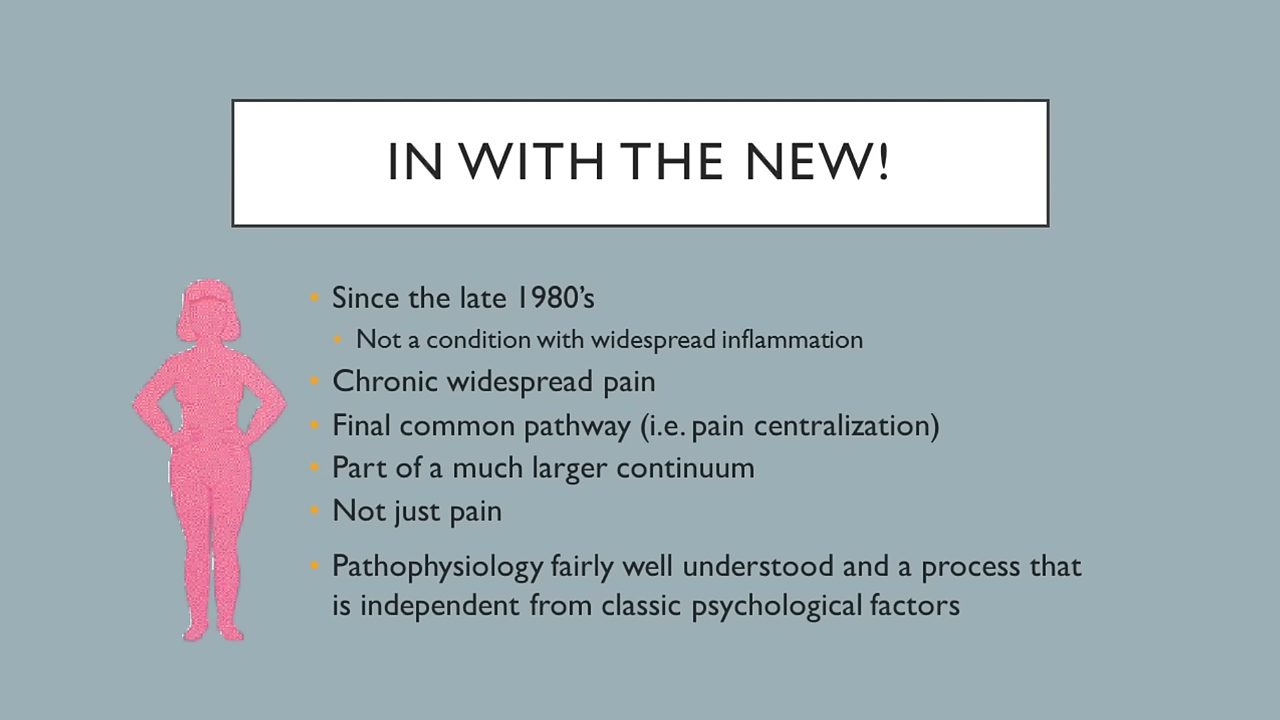 IN WITH THE NEW!
• Since the late 1980’s
• Not a condition with widespread inflammation
• Chronic widespread pain
• Final common pathway (i.e. pain centralization)
• Part of a much larger continuum
• Not just pain
• Pathophysiology fairly well understood and a process that
is independent from classic psychological factors